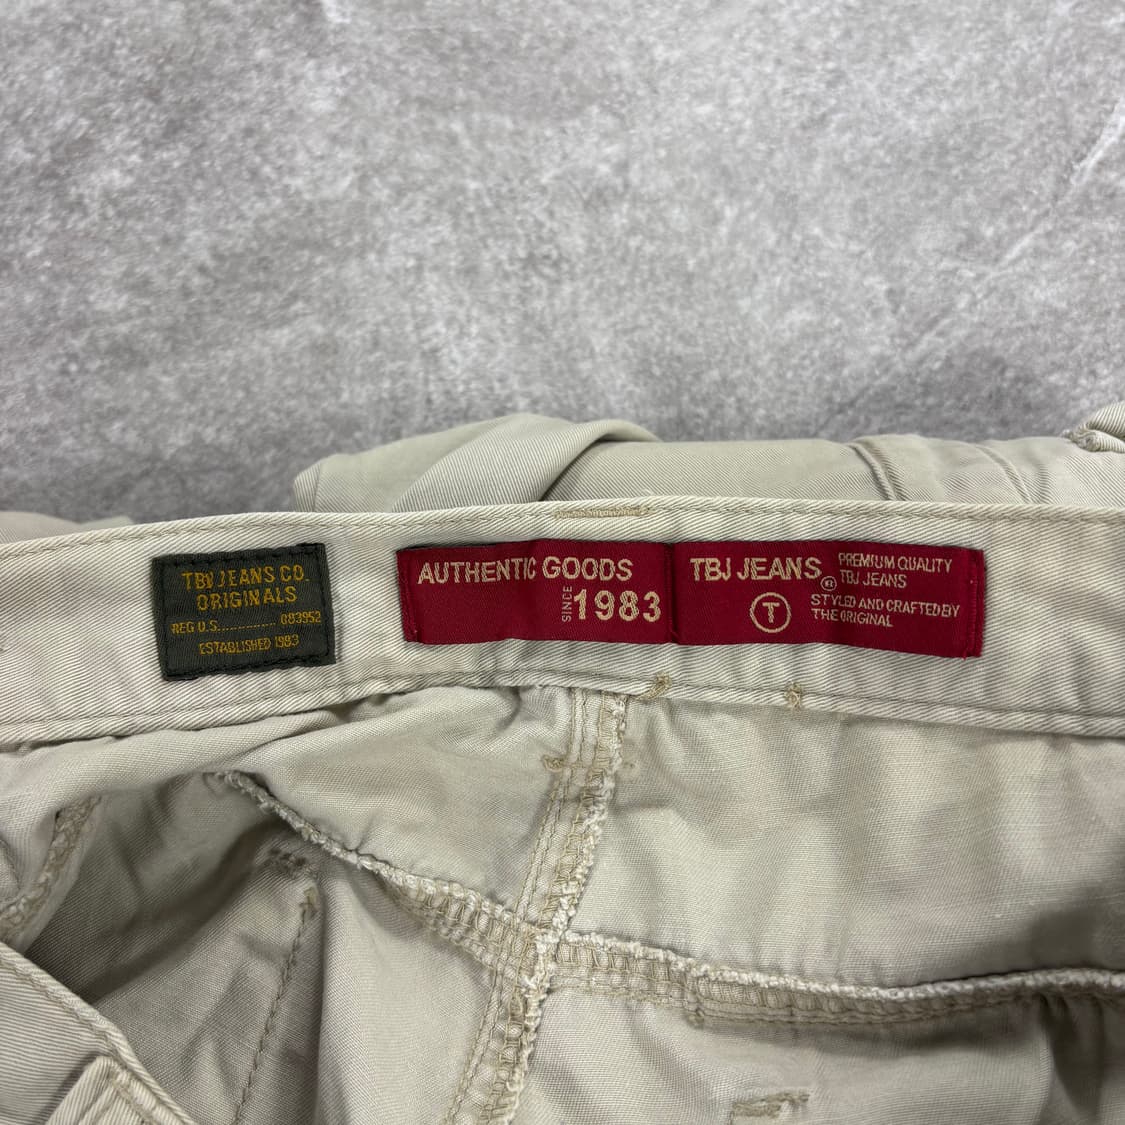 TBJ JEANS CO.
ORIGINALS
REG U.S. ............. 083952
ESTABLISHED 1983
AUTHENTIC GOODS
SINCE 1983
TBJ JEANS ®
T
PREMIUM QUALITY
TBJ JEANS
STYLED AND CRAFTED BY
THE ORIGINAL